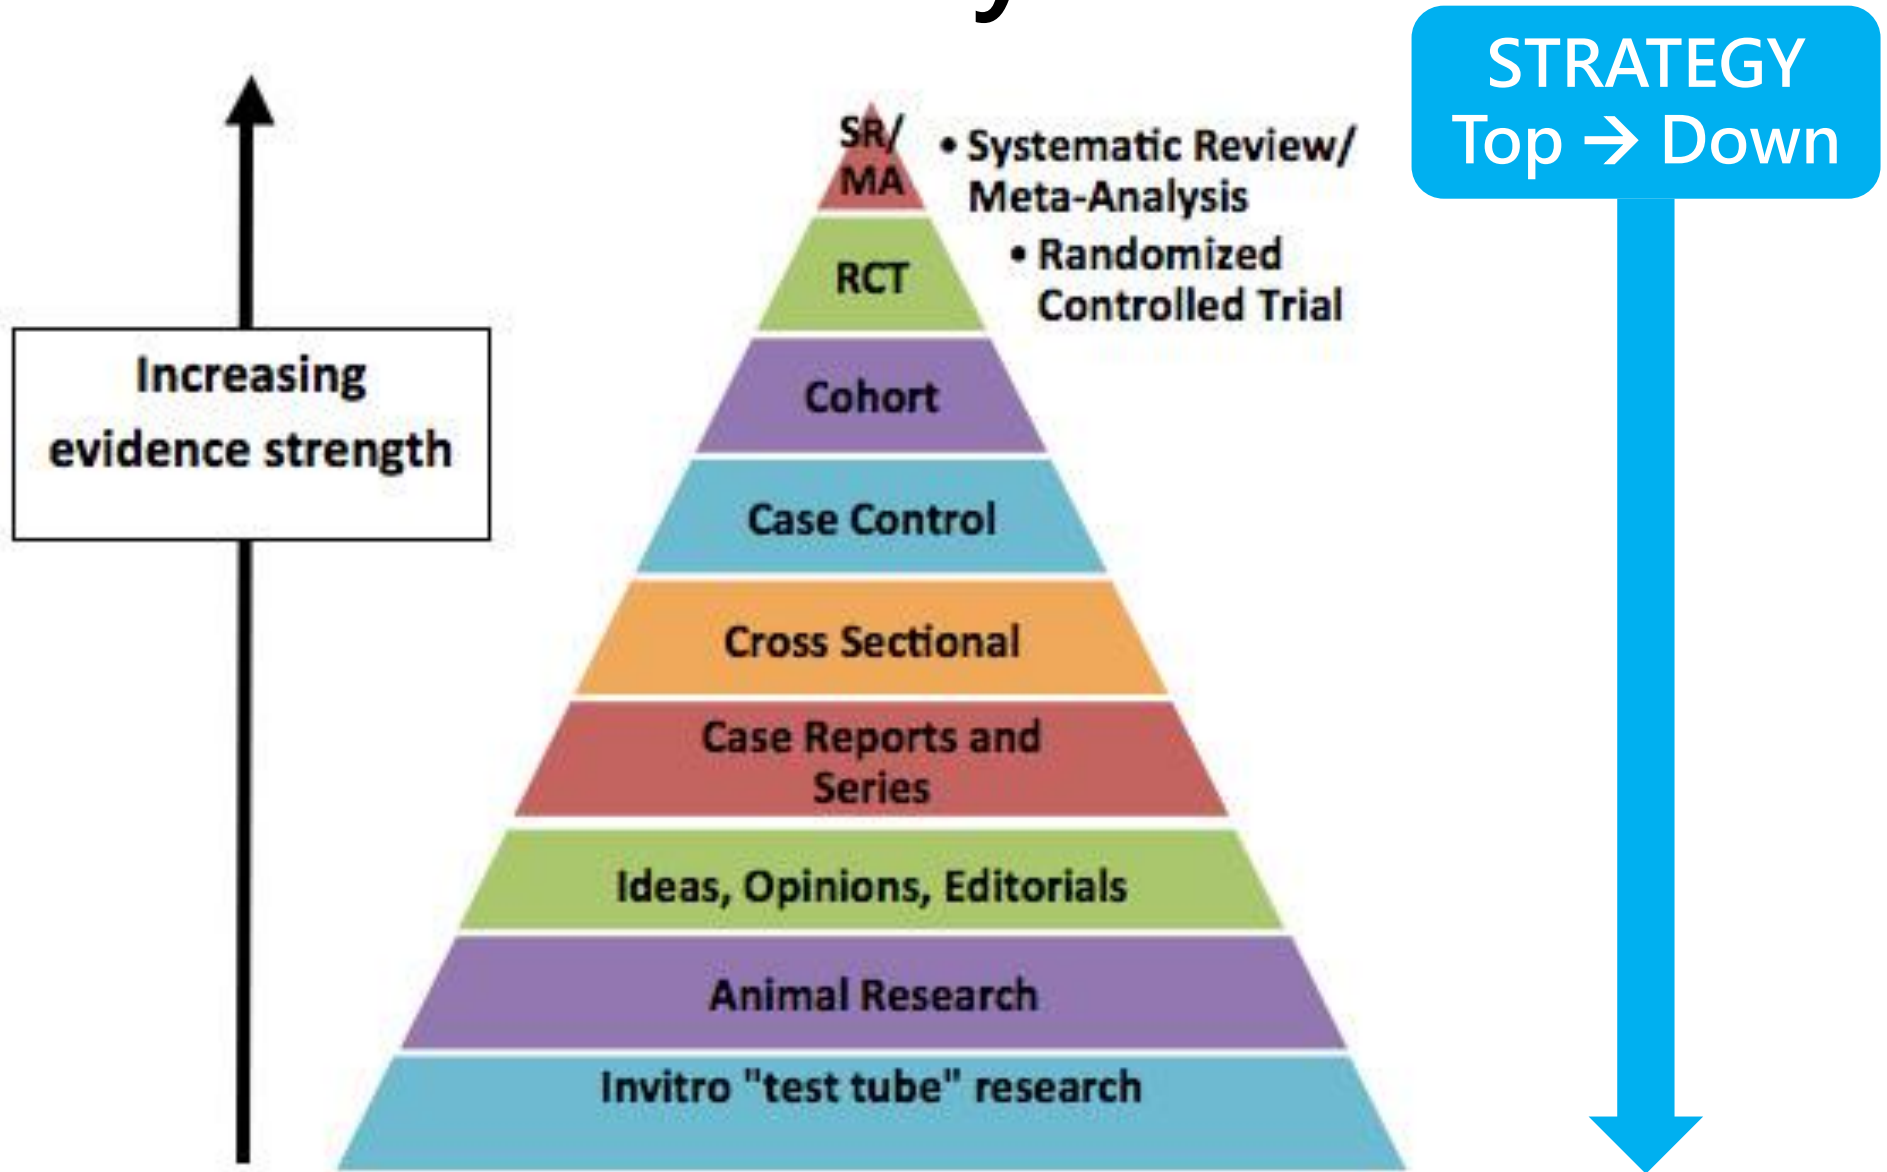 STRATEGY
Top → Down
SR/
MA
• Systematic Review/
Meta-Analysis
RCT
• Randomized
Controlled Trial
Increasing
evidence strength
Cohort
Case Control
Cross Sectional
Case Reports and
Series
Ideas, Opinions, Editorials
Animal Research
Invitro "test tube" research